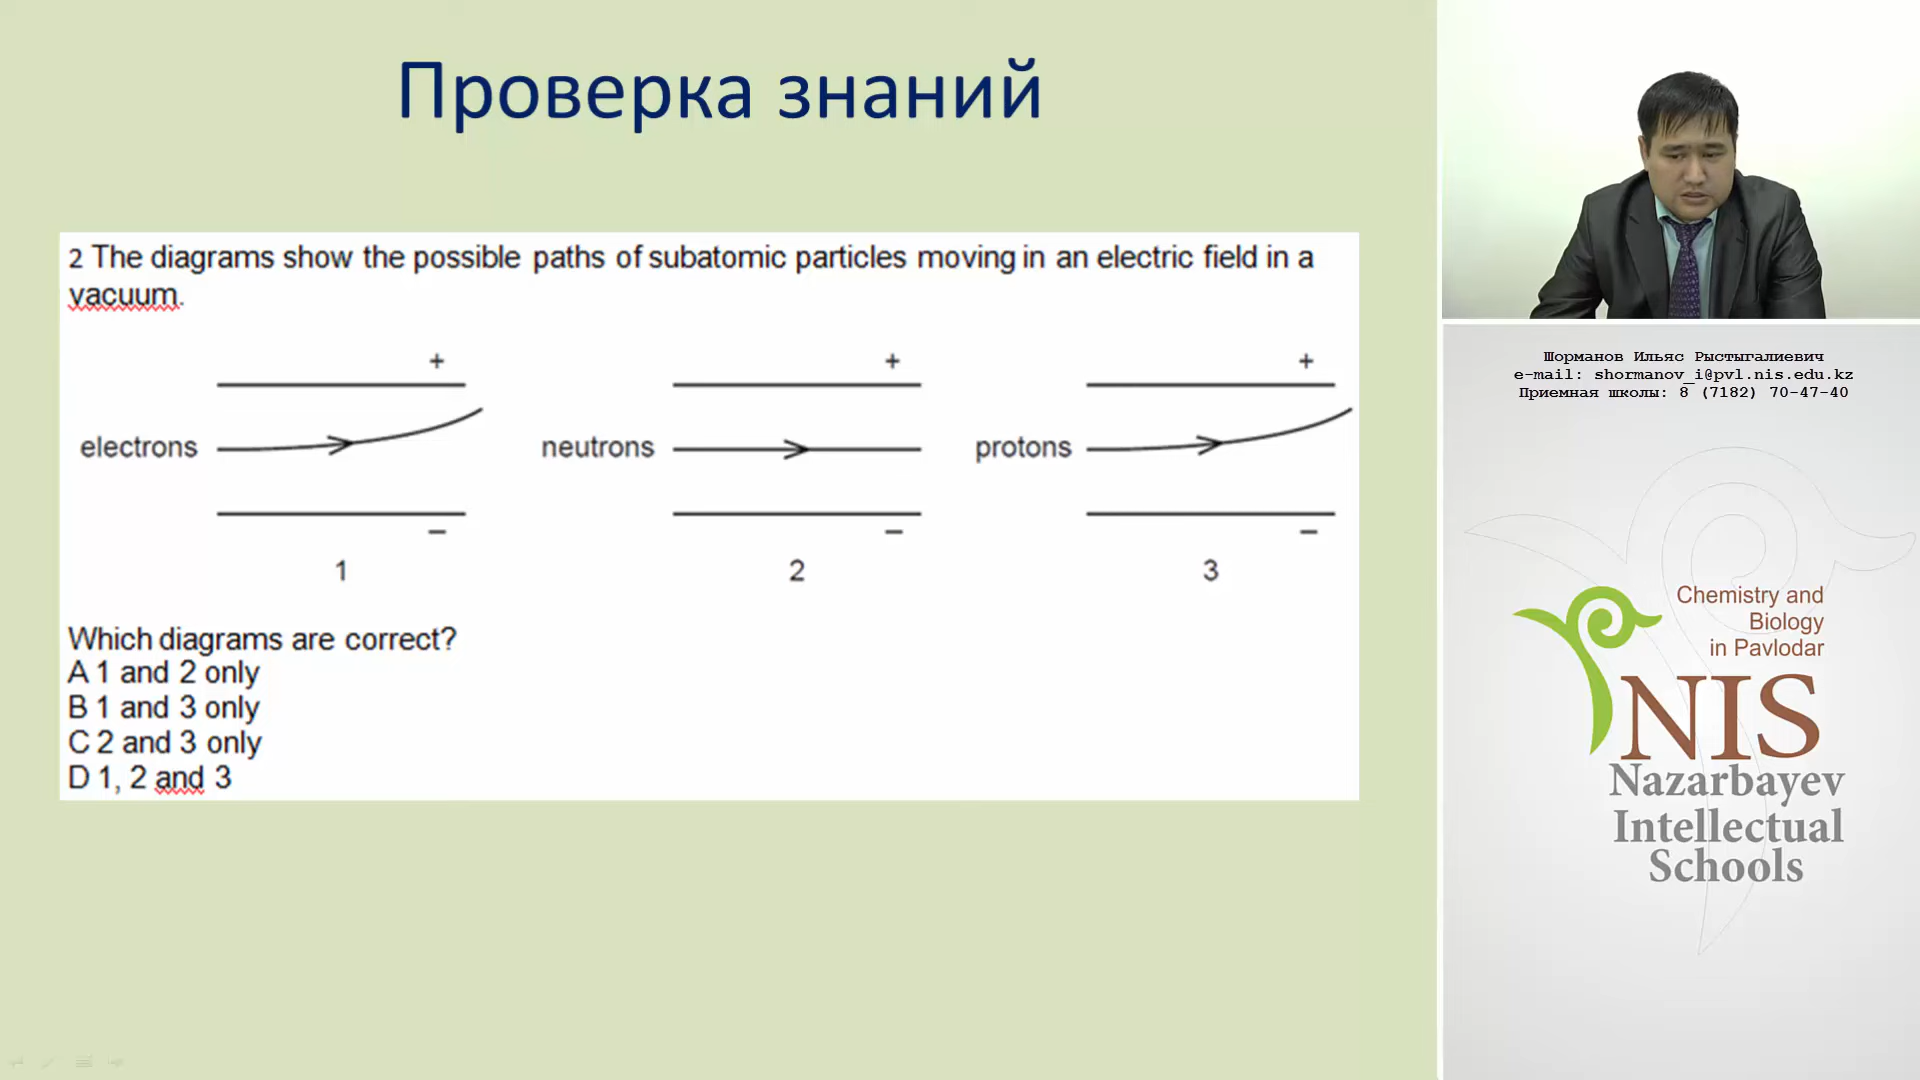 Проверка знаний
2 The diagrams show the possible paths of subatomic particles moving in an electric field in a
vacuum.
+ + +
electrons neutrons protons
– – –
1 2 3
Which diagrams are correct?
A 1 and 2 only
B 1 and 3 only
C 2 and 3 only
D 1, 2 and 3
Шорманов Ильяс Рыстыгалиевич
e-mail: shormanov_i@pvl.nis.edu.kz
Приемная школы: 8 (7182) 70-47-40
Chemistry and
Biology
in Pavlodar
NIS
Nazarbayev
Intellectual
Schools